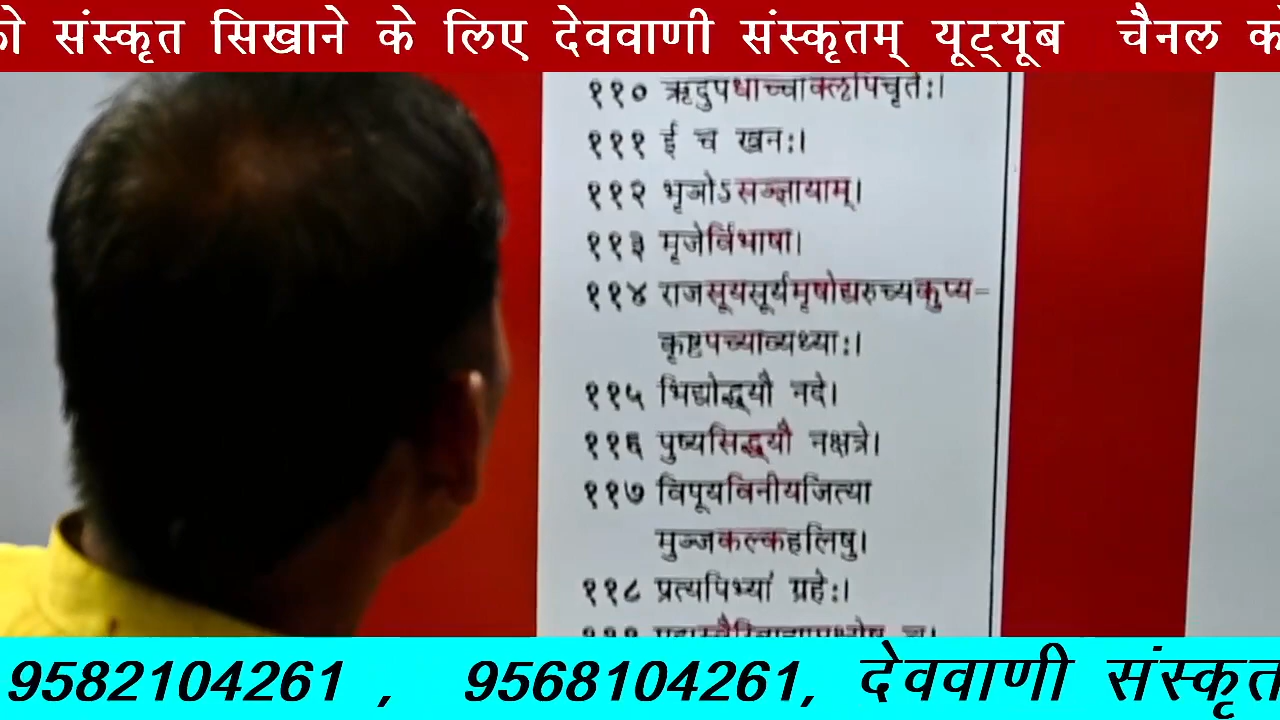 को संस्कृत सिखाने के लिए देववाणी संस्कृतम् यूट्यूब चैनल को
११० ऋदुपधाच्चाक्लृपिचृतेः।
१११ ई च खनः।
११२ भृञोऽसञ्ज्ञायाम्।
११३ मृजेर्विभाषा।
११४ राजसूयसूर्यमृषोद्यरुच्यकुप्य-
कृष्टपच्याव्यथ्याः।
११५ भिद्योद्ध्यौ नदे।
११६ पुष्यसिद्ध्यौ नक्षत्रे।
११७ विपूयविनीयजित्या
मुञ्जकल्कहलिषु।
११८ प्रत्यपिभ्यां ग्रहेः।
9582104261 , 9568104261, देववाणी संस्कृत